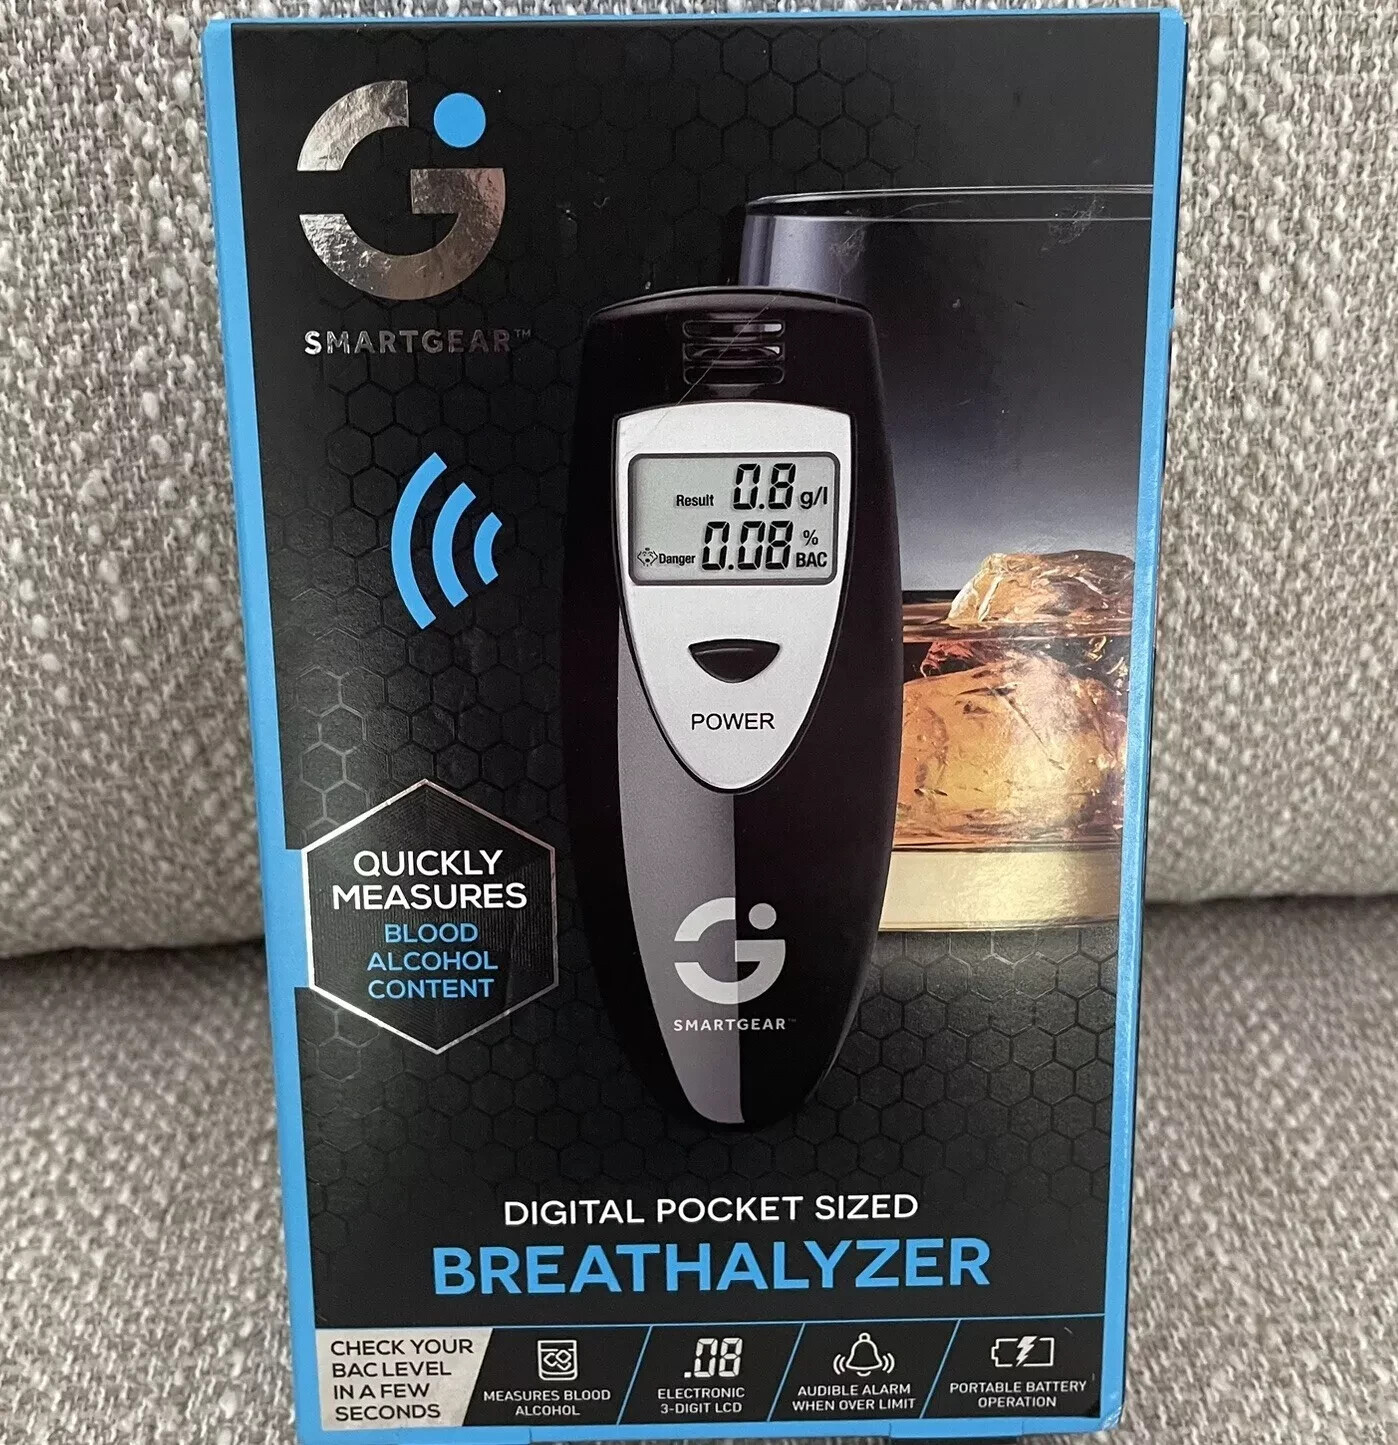 SMARTGEAR™
Result 0.8 g/l
Danger 0.08 % BAC
POWER
QUICKLY
MEASURES
BLOOD
ALCOHOL
CONTENT
SMARTGEAR™
DIGITAL POCKET SIZED
BREATHALYZER
CHECK YOUR
BAC LEVEL
IN A FEW
SECONDS
MEASURES BLOOD
ALCOHOL
.08
ELECTRONIC
3-DIGIT LCD
AUDIBLE ALARM
WHEN OVER LIMIT
PORTABLE BATTERY
OPERATION